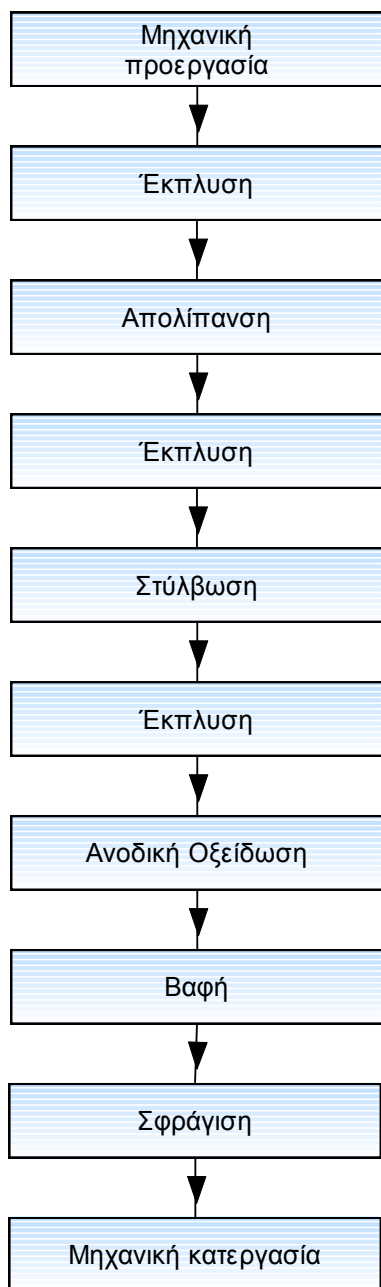 Μηχανική
προεργασία
Έκπλυση
Απολίπανση
Έκπλυση
Στύλβωση
Έκπλυση
Ανοδική Οξείδωση
Βαφή
Σφράγιση
Μηχανική κατεργασία